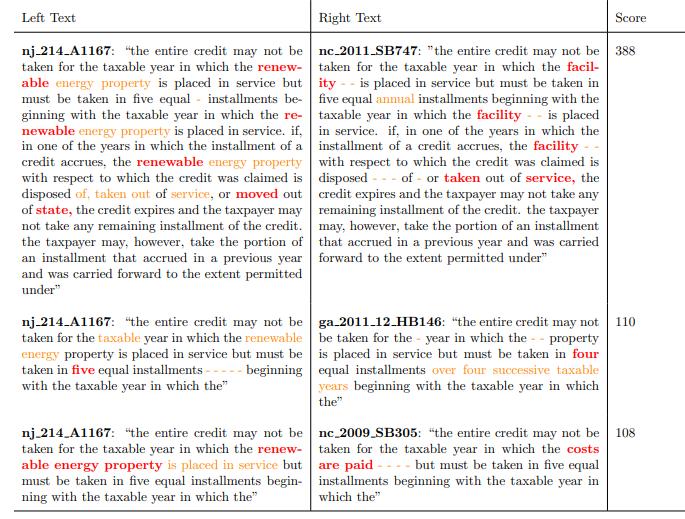 Left Text Right Text Score
nj_214_A1167: “the entire credit may not be
taken for the taxable year in which the renew-
able energy property is placed in service but
must be taken in five equal - installments be-
ginning with the taxable year in which the re-
newable energy property is placed in service. if,
in one of the years in which the installment of a
credit accrues, the renewable energy property
with respect to which the credit was claimed is
disposed of, taken out of service, or moved out
of state, the credit expires and the taxpayer may
not take any remaining installment of the credit.
the taxpayer may, however, take the portion of
an installment that accrued in a previous year
and was carried forward to the extent permitted
under”
nc_2011_SB747: ”the entire credit may not be
taken for the taxable year in which the facil-
ity - - is placed in service but must be taken in
five equal annual installments beginning with the
taxable year in which the facility - - is placed
in service. if, in one of the years in which the
installment of a credit accrues, the facility - -
with respect to which the credit was claimed is
disposed - - - of - or taken out of service, the
credit expires and the taxpayer may not take any
remaining installment of the credit. the taxpayer
may, however, take the portion of an installment
that accrued in a previous year and was carried
forward to the extent permitted under”
388
nj_214_A1167: “the entire credit may not be
taken for the taxable year in which the renewable
energy property is placed in service but must be
taken in five equal installments - - - - - beginning
with the taxable year in which the”
ga_2011_12_HB146: “the entire credit may not
be taken for the - year in which the - - property
is placed in service but must be taken in four
equal installments over four successive taxable
years beginning with the taxable year in which
the”
110
nj_214_A1167: “the entire credit may not be
taken for the taxable year in which the renew-
able energy property is placed in service but
must be taken in five equal installments begin-
ning with the taxable year in which the”
nc_2009_SB305: “the entire credit may not be
taken for the taxable year in which the costs
are paid - - - - but must be taken in five equal
installments beginning with the taxable year in
which the”
108